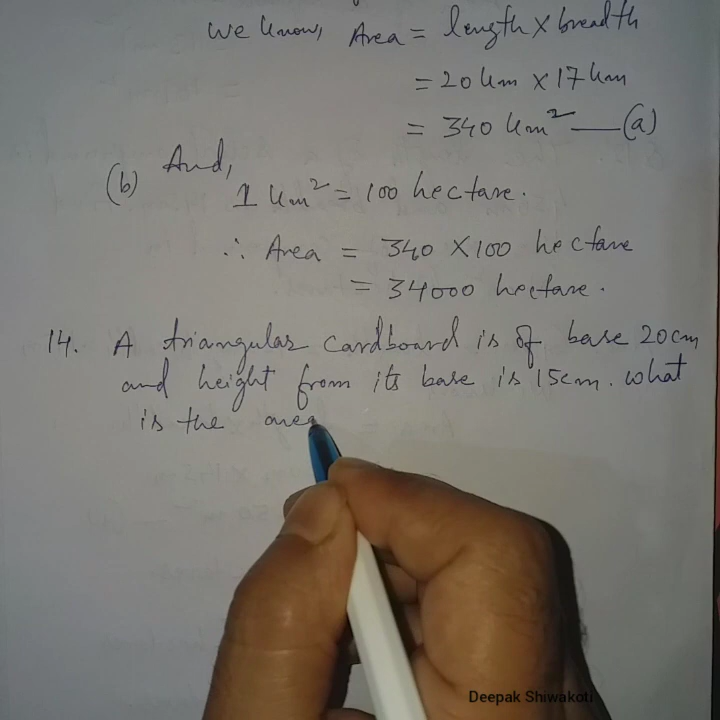 We know, Area = length × breadth
= 20 km × 17 km
= 340 km² — (a)
(b) And,
1 km² = 100 hectare.
∴ Area = 340 × 100 hectare
= 34000 hectare.
14. A triangular cardboard is of base 20cm
and height from its base is 15cm. what
is the area
Deepak Shiwakoti